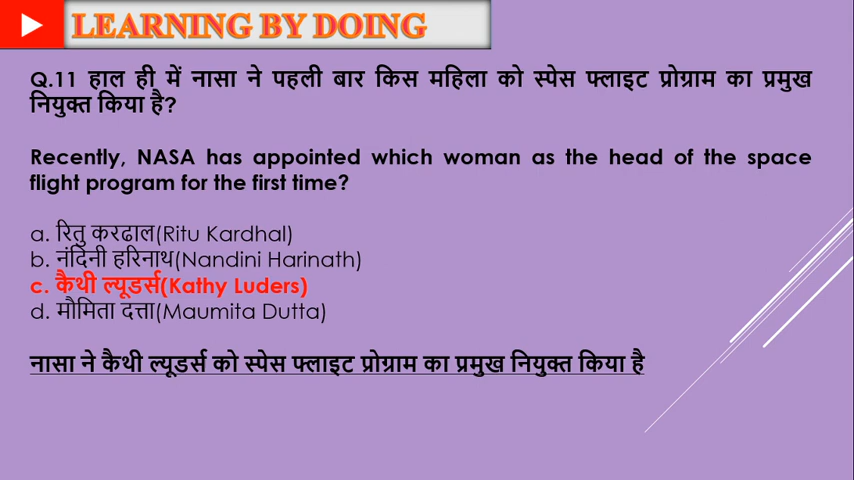 LEARNING BY DOING
Q.11 हाल ही में नासा ने पहली बार किस महिला को स्पेस फ्लाइट प्रोग्राम का प्रमुख
नियुक्त किया है?
Recently, NASA has appointed which woman as the head of the space
flight program for the first time?
a. रितु करढाल(Ritu Kardhal)
b. नंदिनी हरिनाथ(Nandini Harinath)
c. कैथी ल्यूडर्स(Kathy Luders)
d. मौमिता दत्ता(Maumita Dutta)
नासा ने कैथी ल्यूडर्स को स्पेस फ्लाइट प्रोग्राम का प्रमुख नियुक्त किया है